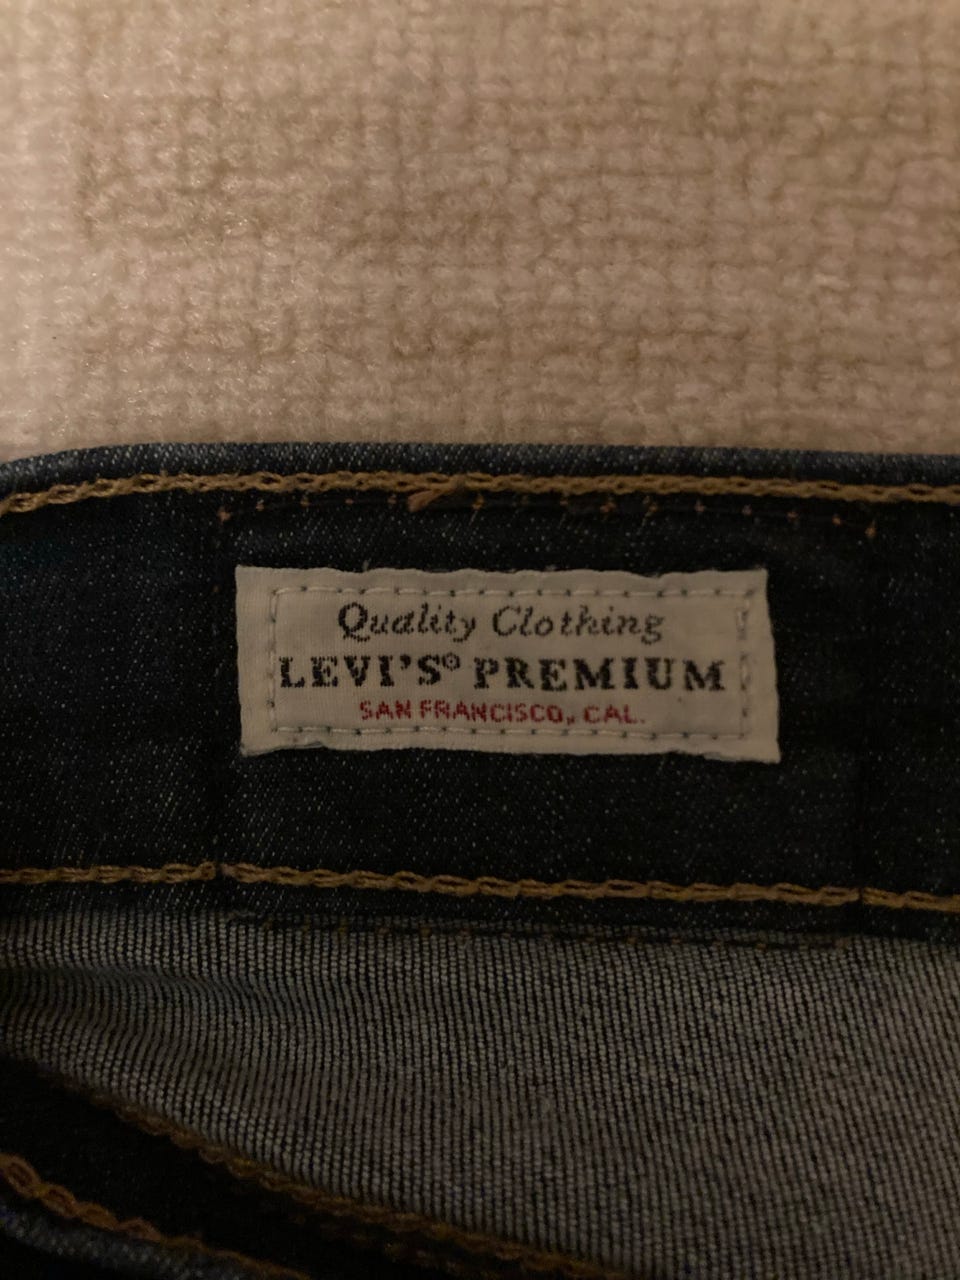 Quality Clothing
LEVI'S® PREMIUM
SAN FRANCISCO, CAL.